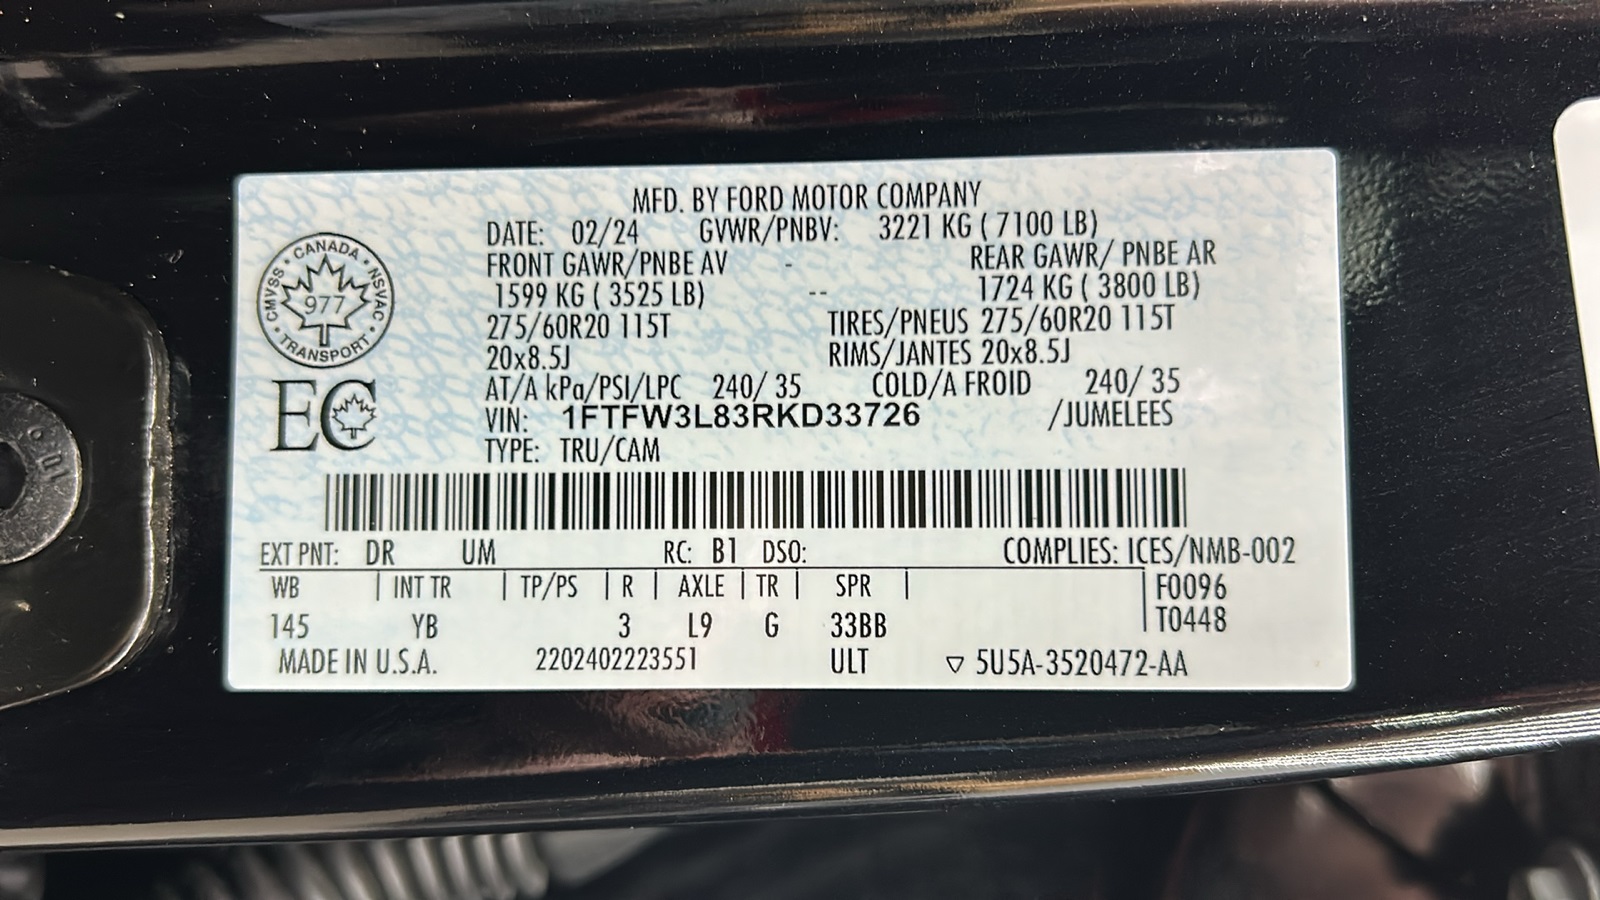 MFD. BY FORD MOTOR COMPANY
DATE: 02/24 GVWR/PNBV: 3221 KG ( 7100 LB)
FRONT GAWR/PNBE AV - REAR GAWR/ PNBE AR
1599 KG ( 3525 LB) -- 1724 KG ( 3800 LB)
275/60R20 115T TIRES/PNEUS 275/60R20 115T
20x8.5J RIMS/JANTES 20x8.5J
AT/A kPa/PSI/LPC 240/ 35 COLD/A FROID 240/ 35
VIN: 1FTFW3L83RKD33726 /JUMELEES
TYPE: TRU/CAM
CANADA
CMVSS • NSVAC
977
TRANSPORT
EC
EXT PNT: DR UM RC: B1 DSO: COMPLIES: ICES/NMB-002
WB | INT TR | TP/PS | R | AXLE | TR | SPR | F0096
145 YB 3 L9 G 33BB T0448
MADE IN U.S.A. 2202402223551 ULT ▽ 5U5A-3520472-AA